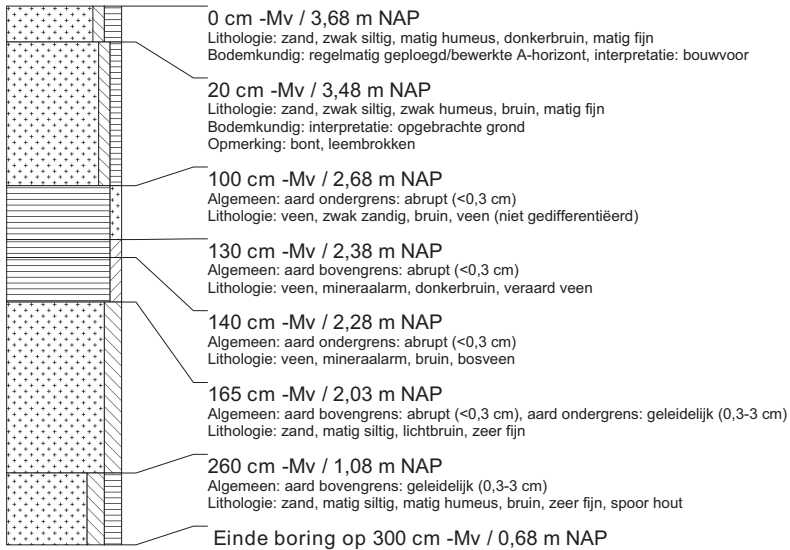 0 cm -Mv / 3,68 m NAP
Lithologie: zand, zwak siltig, matig humeus, donkerbruin, matig fijn
Bodemkundig: regelmatig geploegd/bewerkte A-horizont, interpretatie: bouwvoor
20 cm -Mv / 3,48 m NAP
Lithologie: zand, zwak siltig, zwak humeus, bruin, matig fijn
Bodemkundig: interpretatie: opgebrachte grond
Opmerking: bont, leembrokken
100 cm -Mv / 2,68 m NAP
Algemeen: aard ondergrens: abrupt (<0,3 cm)
Lithologie: veen, zwak zandig, bruin, veen (niet gedifferentiëerd)
130 cm -Mv / 2,38 m NAP
Algemeen: aard bovengrens: abrupt (<0,3 cm)
Lithologie: veen, mineraalarm, donkerbruin, veraard veen
140 cm -Mv / 2,28 m NAP
Algemeen: aard ondergrens: abrupt (<0,3 cm)
Lithologie: veen, mineraalarm, bruin, bosveen
165 cm -Mv / 2,03 m NAP
Algemeen: aard bovengrens: abrupt (<0,3 cm), aard ondergrens: geleidelijk (0,3-3 cm)
Lithologie: zand, matig siltig, lichtbruin, zeer fijn
260 cm -Mv / 1,08 m NAP
Algemeen: aard bovengrens: geleidelijk (0,3-3 cm)
Lithologie: zand, matig siltig, matig humeus, bruin, zeer fijn, spoor hout
Einde boring op 300 cm -Mv / 0,68 m NAP